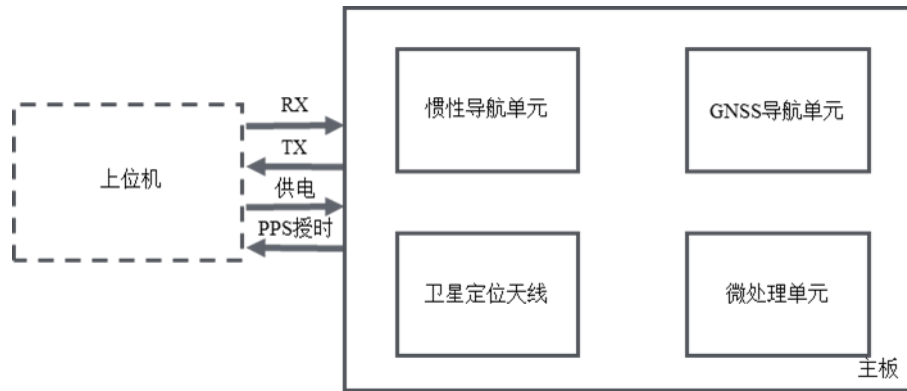 上位机
RX
TX
供电
PPS授时
惯性导航单元
GNSS导航单元
卫星定位天线
微处理单元
主板